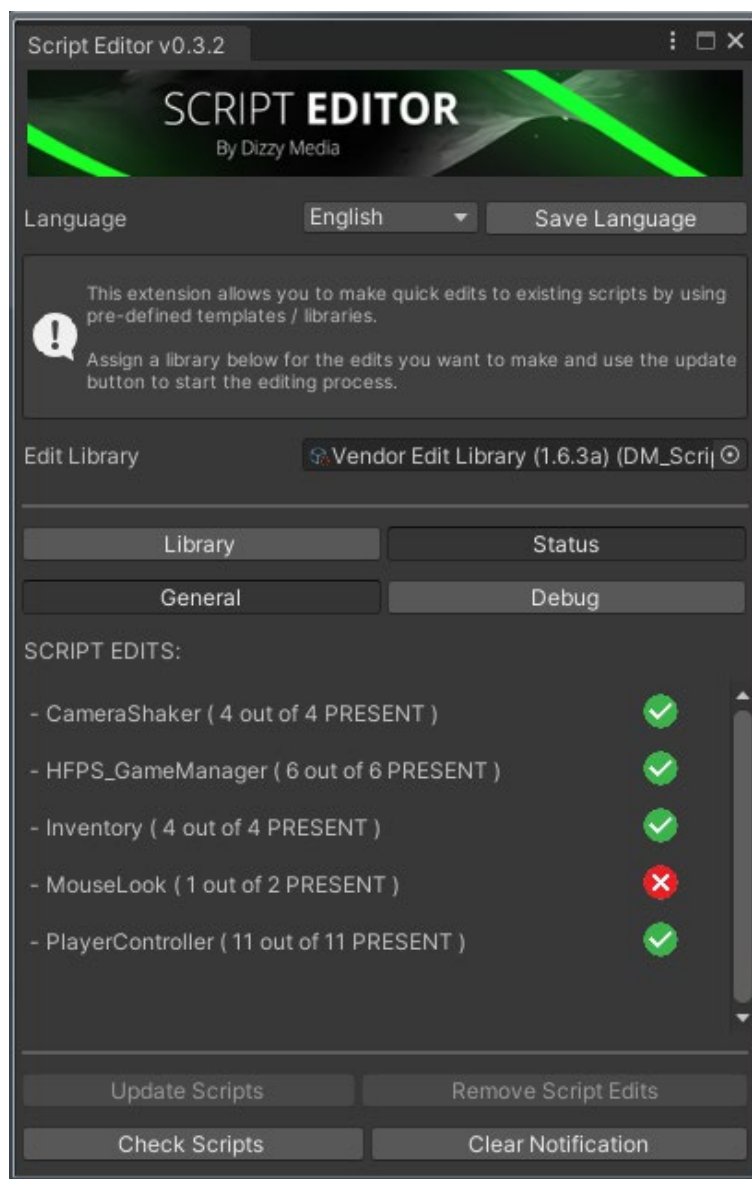 Script Editor v0.3.2
SCRIPT EDITOR
By Dizzy Media
Language
English
Save Language
This extension allows you to make quick edits to existing scripts by using
pre-defined templates / libraries.
Assign a library below for the edits you want to make and use the update
button to start the editing process.
Edit Library
Vendor Edit Library (1.6.3a) (DM_Scri
Library
Status
General
Debug
SCRIPT EDITS:
- CameraShaker ( 4 out of 4 PRESENT )
- HFPS_GameManager ( 6 out of 6 PRESENT )
- Inventory ( 4 out of 4 PRESENT )
- MouseLook ( 1 out of 2 PRESENT )
- PlayerController ( 11 out of 11 PRESENT )
Update Scripts
Remove Script Edits
Check Scripts
Clear Notification